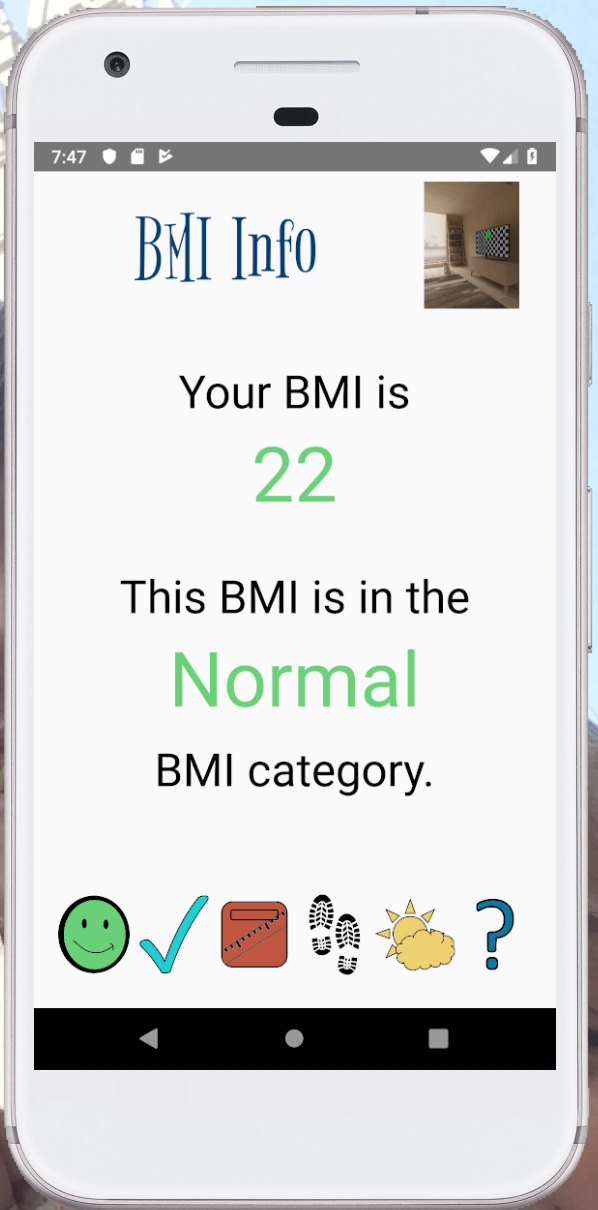 7:47
BMI Info
Your BMI is
22
This BMI is in the
Normal
BMI category.
?